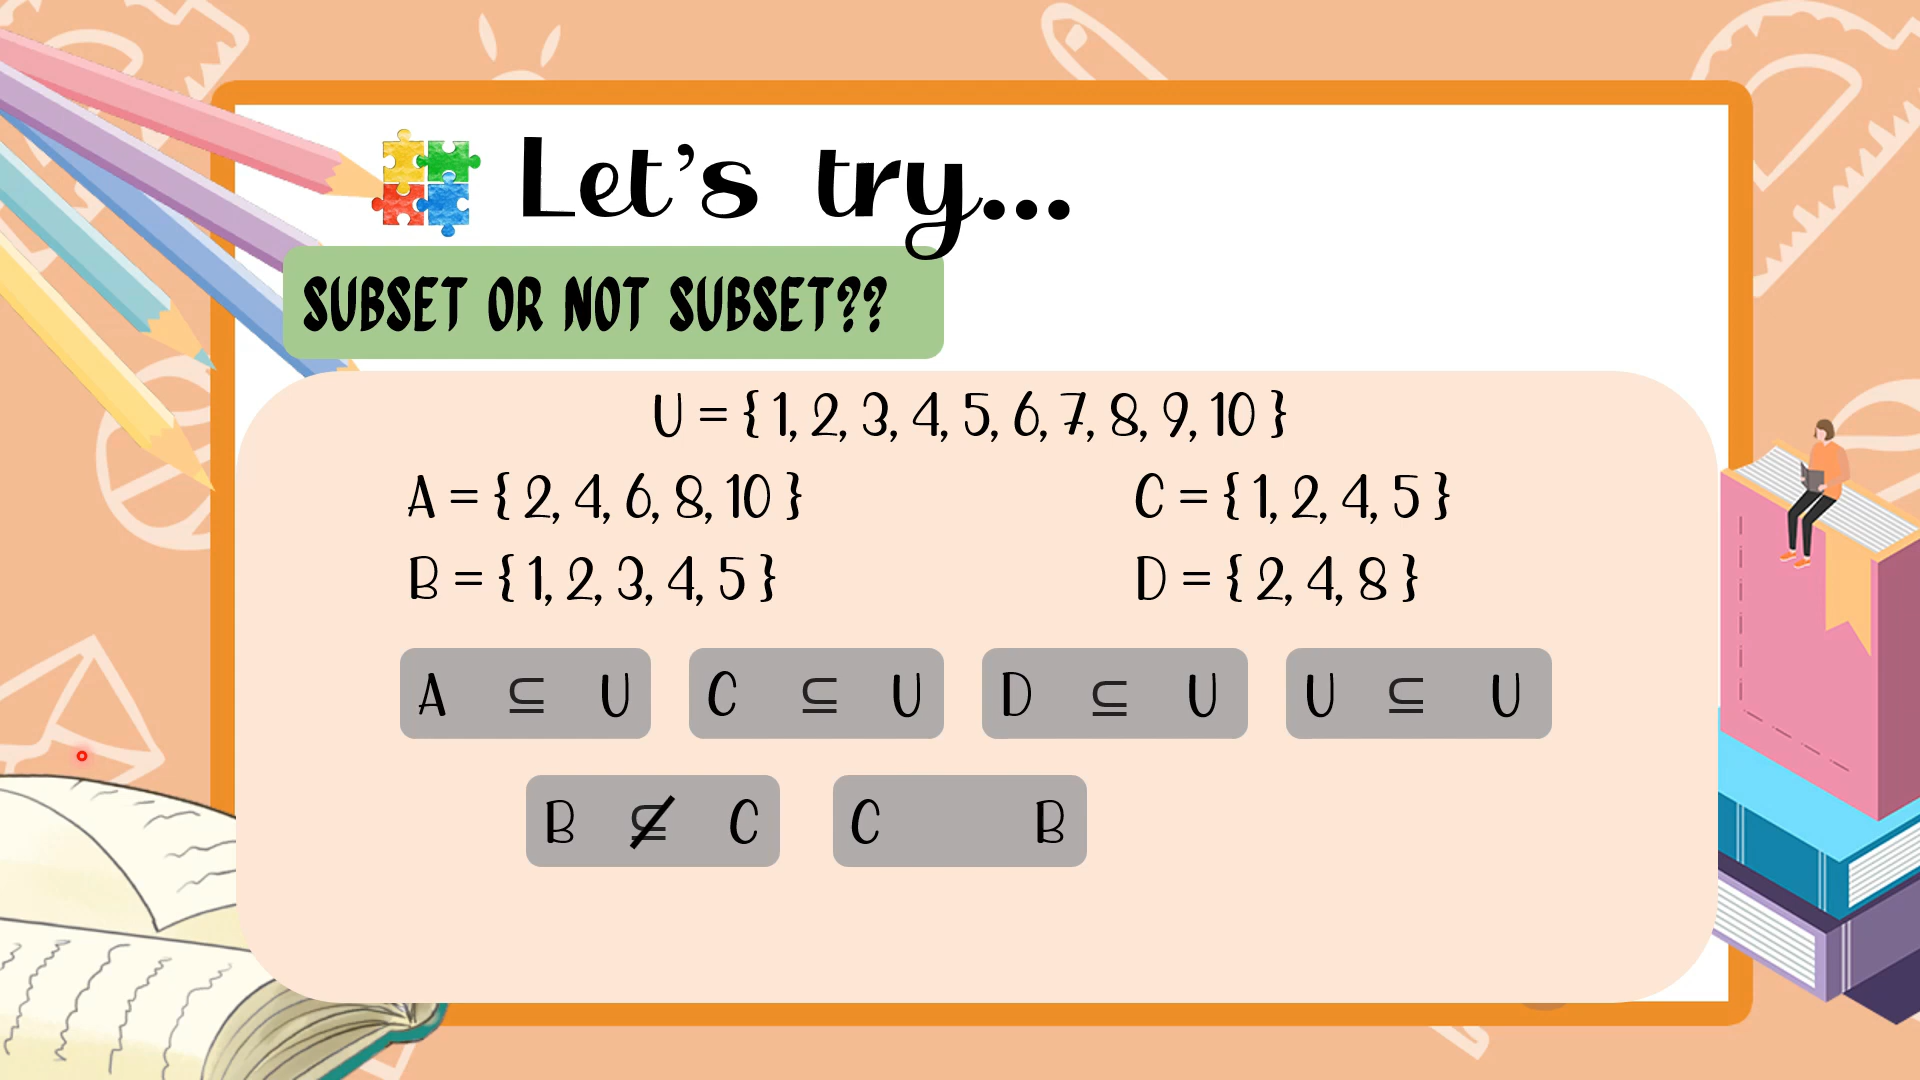 Let's try...
SUBSET OR NOT SUBSET??
U = { 1, 2, 3, 4, 5, 6, 7, 8, 9, 10 }
A = { 2, 4, 6, 8, 10 } C = { 1, 2, 4, 5 }
B = { 1, 2, 3, 4, 5 } D = { 2, 4, 8 }
A ⊆ U C ⊆ U D ⊆ U U ⊆ U
B ⊈ C C B